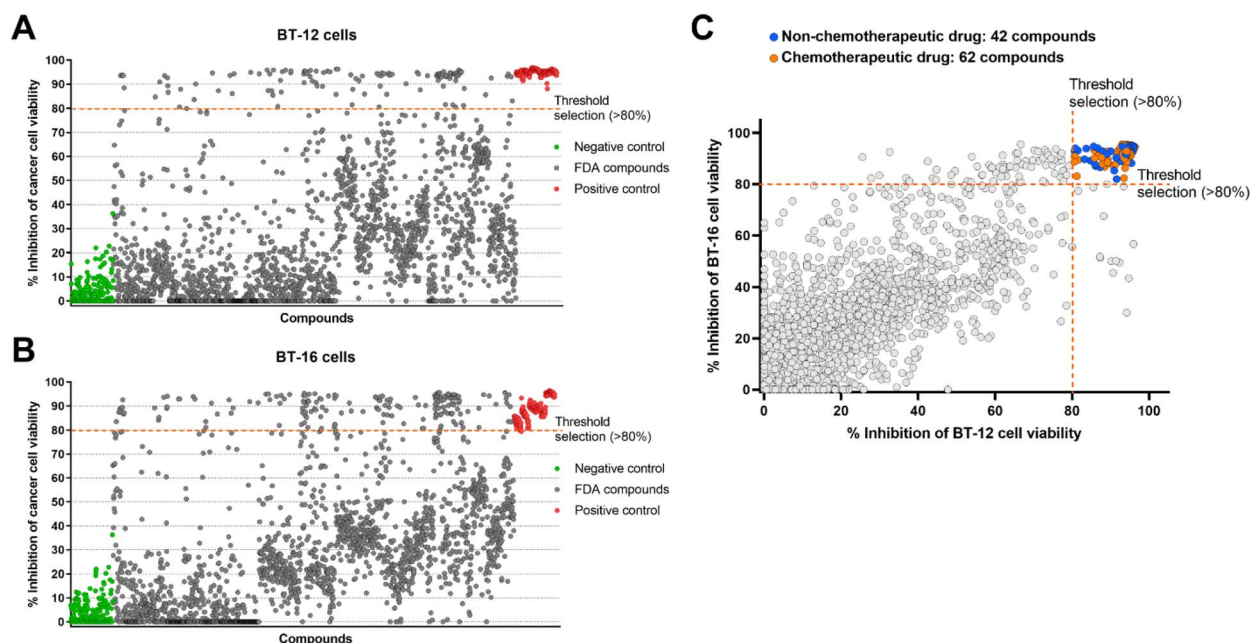 A
BT-12 cells
% Inhibition of cancer cell viability
100
90
80
70
60
50
40
30
20
10
0
Threshold
selection (>80%)
Negative control
FDA compounds
Positive control
Compounds
B
BT-16 cells
% Inhibition of cancer cell viability
100
90
80
70
60
50
40
30
20
10
0
Threshold
selection (>80%)
Negative control
FDA compounds
Positive control
Compounds
C
Non-chemotherapeutic drug: 42 compounds
Chemotherapeutic drug: 62 compounds
Threshold
selection (>80%)
% Inhibition of BT-16 cell viability
100
80
60
40
20
0
Threshold
selection (>80%)
0 20 40 60 80 100
% Inhibition of BT-12 cell viability